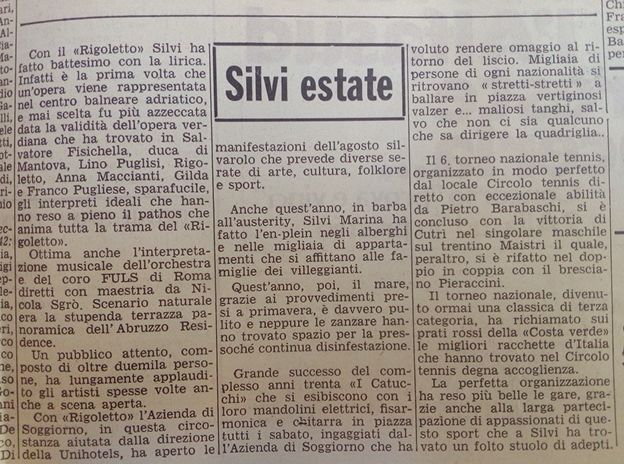 Silvi estate
Con il «Rigoletto» Silvi ha
fatto battesimo con la lirica.
Infatti è la prima volta che
un'opera viene rappresentata
nel centro balneare adriatico,
e mai scelta fu più azzeccata
data la validità dell'opera ver-
diana che ha trovato in Sal-
vatore Fisichella, duca di
Mantova, Lino Puglisi, Rigo-
letto, Anna Maccianti, Gilda
e Franco Pugliese, sparafucile,
gli interpreti ideali che han-
no reso a pieno il pathos che
anima tutta la trama del «Ri-
goletto».
Ottima anche l'interpreta-
zione musicale dell'orchestra
e del coro FULS di Roma
diretti con maestria da Ni-
cola Sgrò. Scenario naturale
era la stupenda terrazza pa-
noramica dell'Abruzzo Resi-
dence.
Un pubblico attento, com-
posto di oltre duemila perso-
ne, ha lungamente applaudi-
to gli artisti spesse volte an-
che a scena aperta.
Con «Rigoletto» l'Azienda di
Soggiorno, in questa circo-
stanza aiutata dalla direzione
della Unihotels, ha aperto le
manifestazioni dell'agosto sil-
varolo che prevede diverse se-
rate di arte, cultura, folklore
e sport.
Anche quest'anno, in barba
all'austerity, Silvi Marina ha
fatto l'en-plein negli alberghi
e nelle migliaia di apparta-
menti che si affittano alle
famiglie dei villeggianti.
Quest'anno, poi, il mare,
grazie ai provvedimenti pre-
si a primavera, è davvero pu-
lito e neppure le zanzare han-
no trovato spazio per la pres-
soché continua disinfestazione.
Grande successo del com-
plesso anni trenta «I Catuc-
chi» che si esibiscono con i
loro mandolini elettrici, fisar-
monica e chitarra in piazza
tutti i sabato, ingaggiati dal-
l'Azienda di Soggiorno che ha
voluto rendere omaggio al ri-
torno del liscio. Migliaia di
persone di ogni nazionalità si
ritrovano «stretti-stretti» a
ballare in piazza vertiginosi
valzer e... maliosi tanghi, sal-
vo che non ci sia qualcuno
che sa dirigere la quadriglia..
Il 6. torneo nazionale tennis,
organizzato in modo perfetto
dal locale Circolo tennis di-
retto con eccezionale abilità
da Pietro Barabaschi, si è
concluso con la vittoria di
Cutrì nel singolare maschile
sul trentino Maistri il quale,
peraltro, si è rifatto nel dop-
pio in coppia con il brescia-
no Pieraccini.
Il torneo nazionale, divenu-
to ormai una classica di terza
categoria, ha richiamato sui
prati rossi della «Costa verde»
le migliori racchette d'Italia
che hanno trovato nel Circolo
tennis degna accoglienza.
La perfetta organizzazione
ha reso più belle le gare, gra-
zie anche alla larga parteci-
pazione di appassionati di que-
sto sport che a Silvi ha tro-
vato un folto stuolo di adepti.